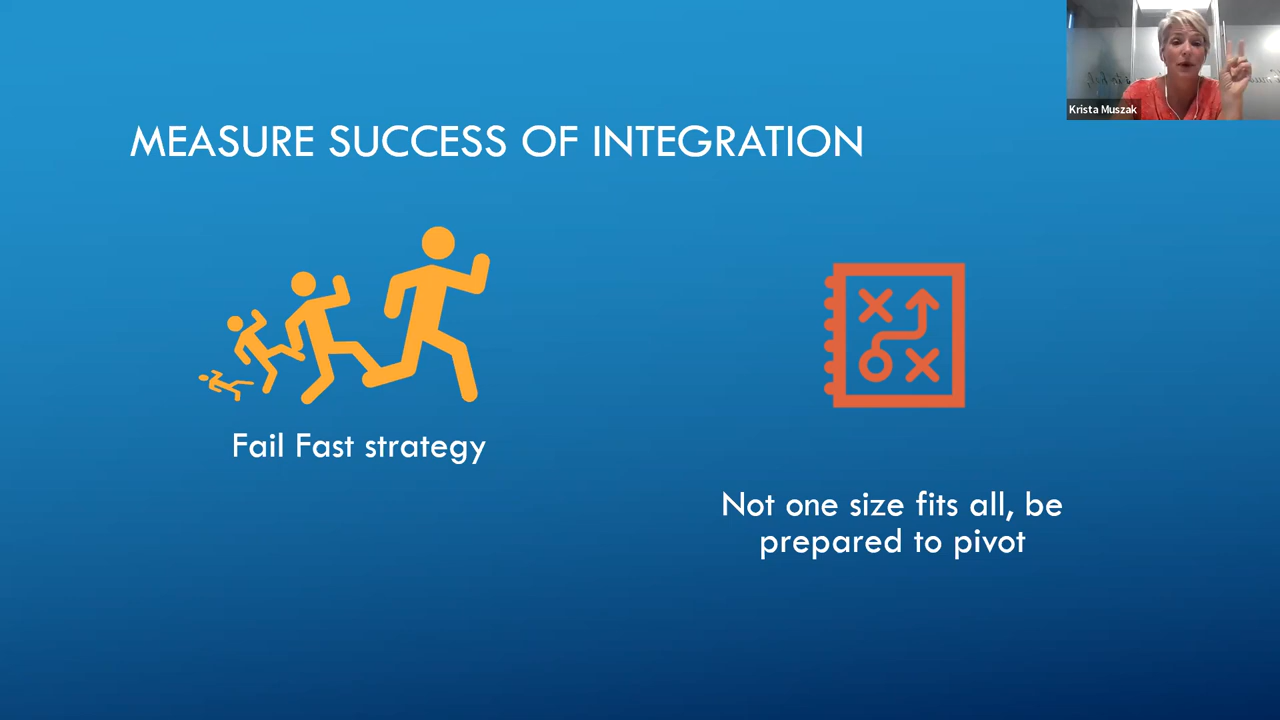 MEASURE SUCCESS OF INTEGRATION
Krista Muszak
Fail Fast strategy
Not one size fits all, be
prepared to pivot